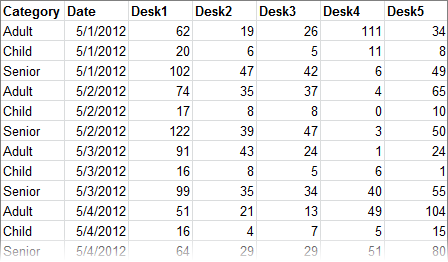 Category Date Desk1 Desk2 Desk3 Desk4 Desk5
Adult 5/1/2012 62 19 26 111 34
Child 5/1/2012 20 6 5 11 8
Senior 5/1/2012 102 47 42 6 49
Adult 5/2/2012 74 35 37 4 65
Child 5/2/2012 17 8 8 0 10
Senior 5/2/2012 122 39 47 3 50
Adult 5/3/2012 91 43 24 1 24
Child 5/3/2012 16 8 5 6 1
Senior 5/3/2012 99 35 34 40 55
Adult 5/4/2012 51 21 13 49 104
Child 5/4/2012 16 4 7 5 15
Senior 5/4/2012 64 29 29 51 80